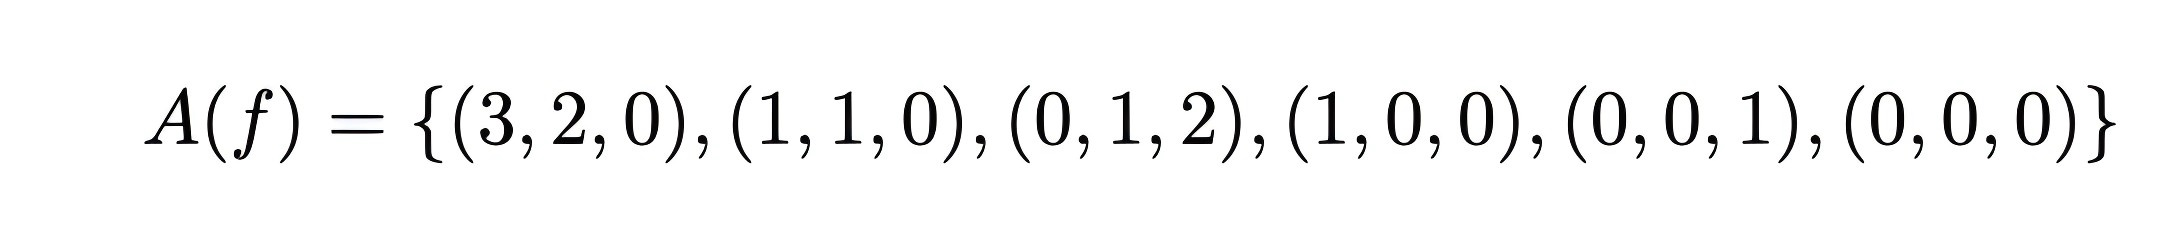 A(f) = {(3, 2, 0), (1, 1, 0), (0, 1, 2), (1, 0, 0), (0, 0, 1), (0, 0, 0)}